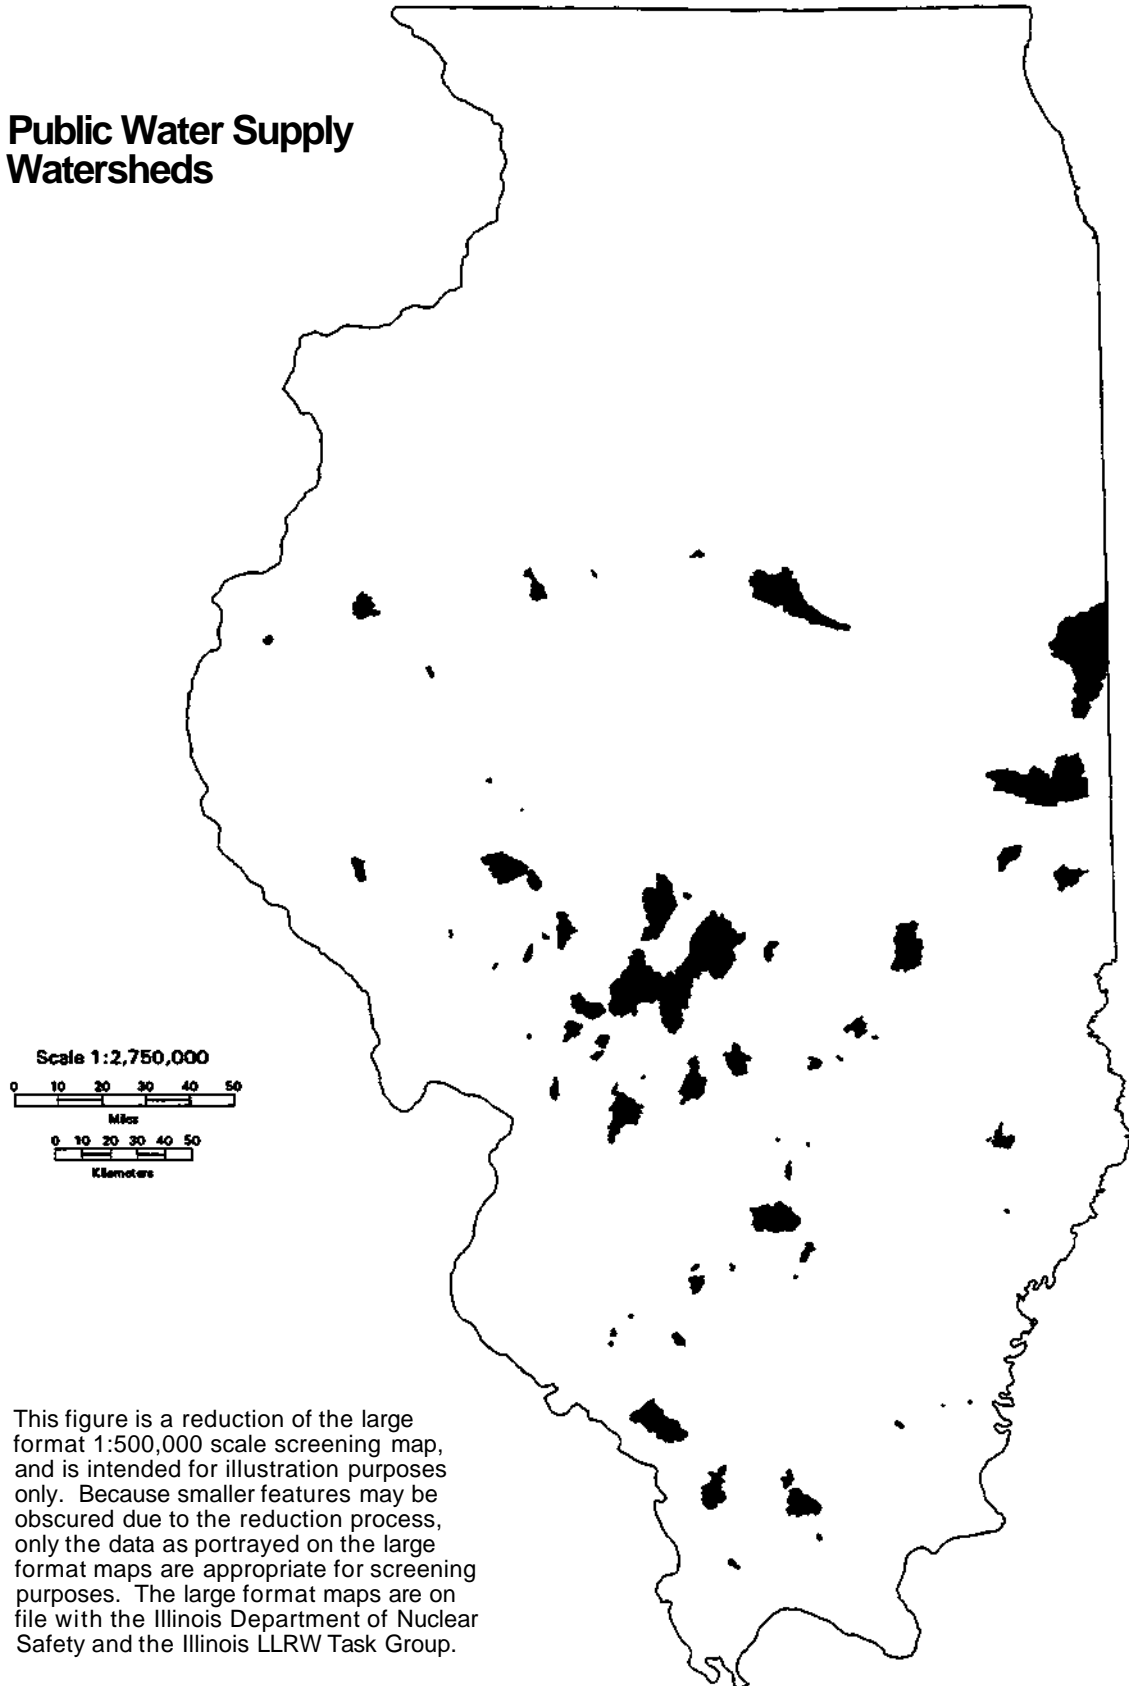 Public Water Supply
Watersheds
Scale 1:2,750,000
0 10 20 30 40 50
Miles
0 10 20 30 40 50
Kilometers
This figure is a reduction of the large
format 1:500,000 scale screening map,
and is intended for illustration purposes
only. Because smaller features may be
obscured due to the reduction process,
only the data as portrayed on the large
format maps are appropriate for screening
purposes. The large format maps are on
file with the Illinois Department of Nuclear
Safety and the Illinois LLRW Task Group.